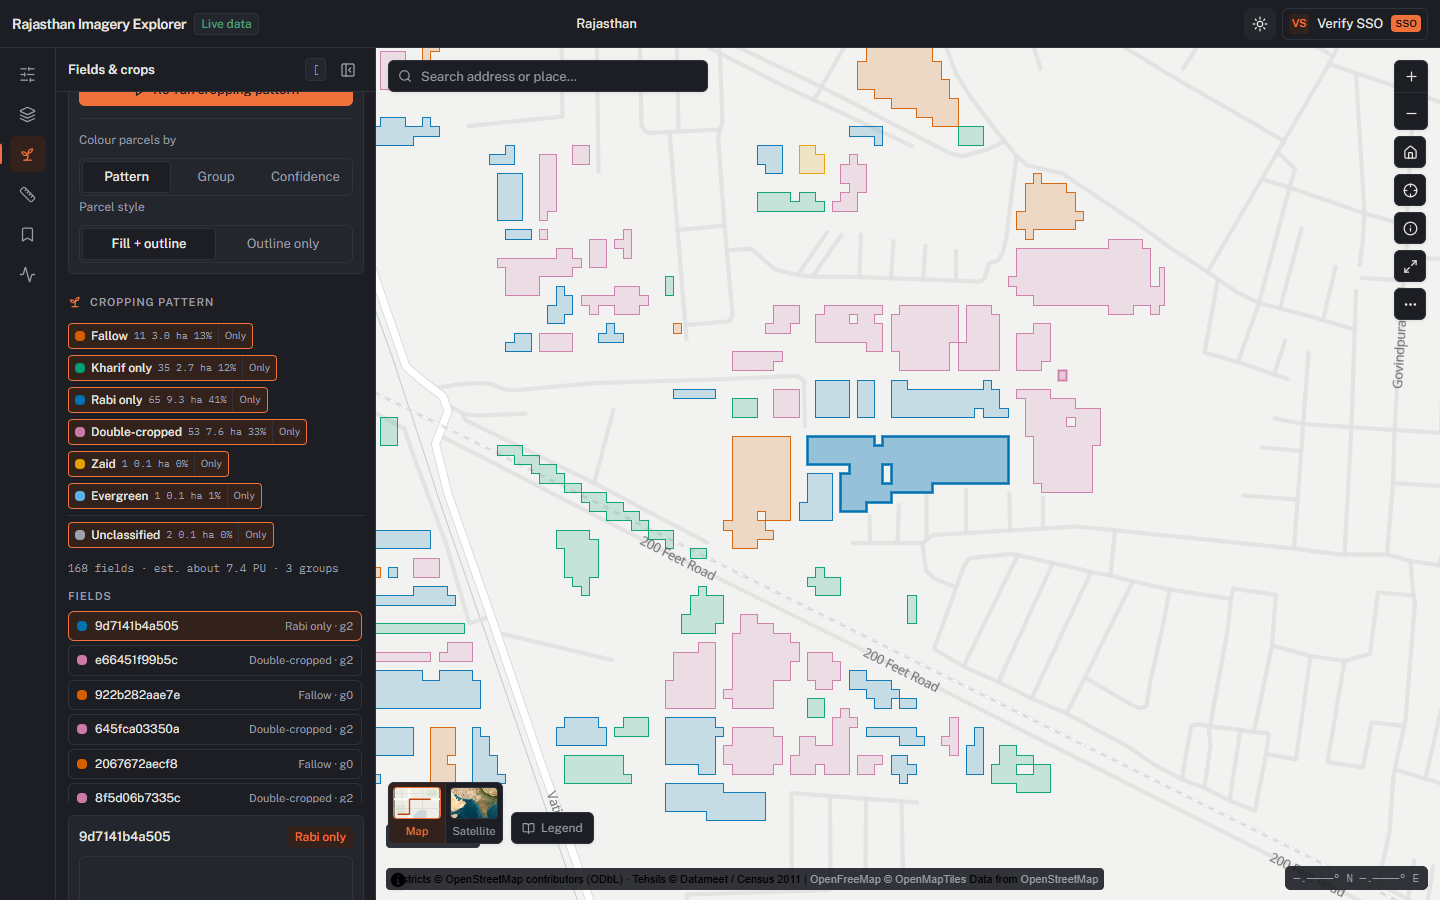 Rajasthan Imagery Explorer
Live data
Rajasthan
VS Verify SSO SSO
Fields & crops
[
Re-run cropping pattern
Colour parcels by
Pattern Group Confidence
Parcel style
Fill + outline Outline only
CROPPING PATTERN
Fallow 11 3.0 ha 13% Only
Kharif only 35 2.7 ha 12% Only
Rabi only 65 9.3 ha 41% Only
Double-cropped 53 7.6 ha 33% Only
Zaid 1 0.1 ha 0% Only
Evergreen 1 0.1 ha 1% Only
Unclassified 2 0.1 ha 0% Only
168 fields · est. about 7.4 PU · 3 groups
FIELDS
9d7141b4a505 Rabi only · g2
e66451f99b5c Double-cropped · g2
922b282aae7e Fallow · g0
645fca03350a Double-cropped · g2
2067672aecf8 Fallow · g0
8f5d06b7335c Double-cropped · g2
9d7141b4a505 Rabi only
Search address or place...
Govindpura
200 Feet Road
200 Feet Road
Map
Satellite
Legend
stricts © OpenStreetMap contributors (ODbL) · Tehsils © Datameet / Census 2011 | OpenFreeMap © OpenMapTiles Data from OpenStreetMap
—.————° N —.————° E